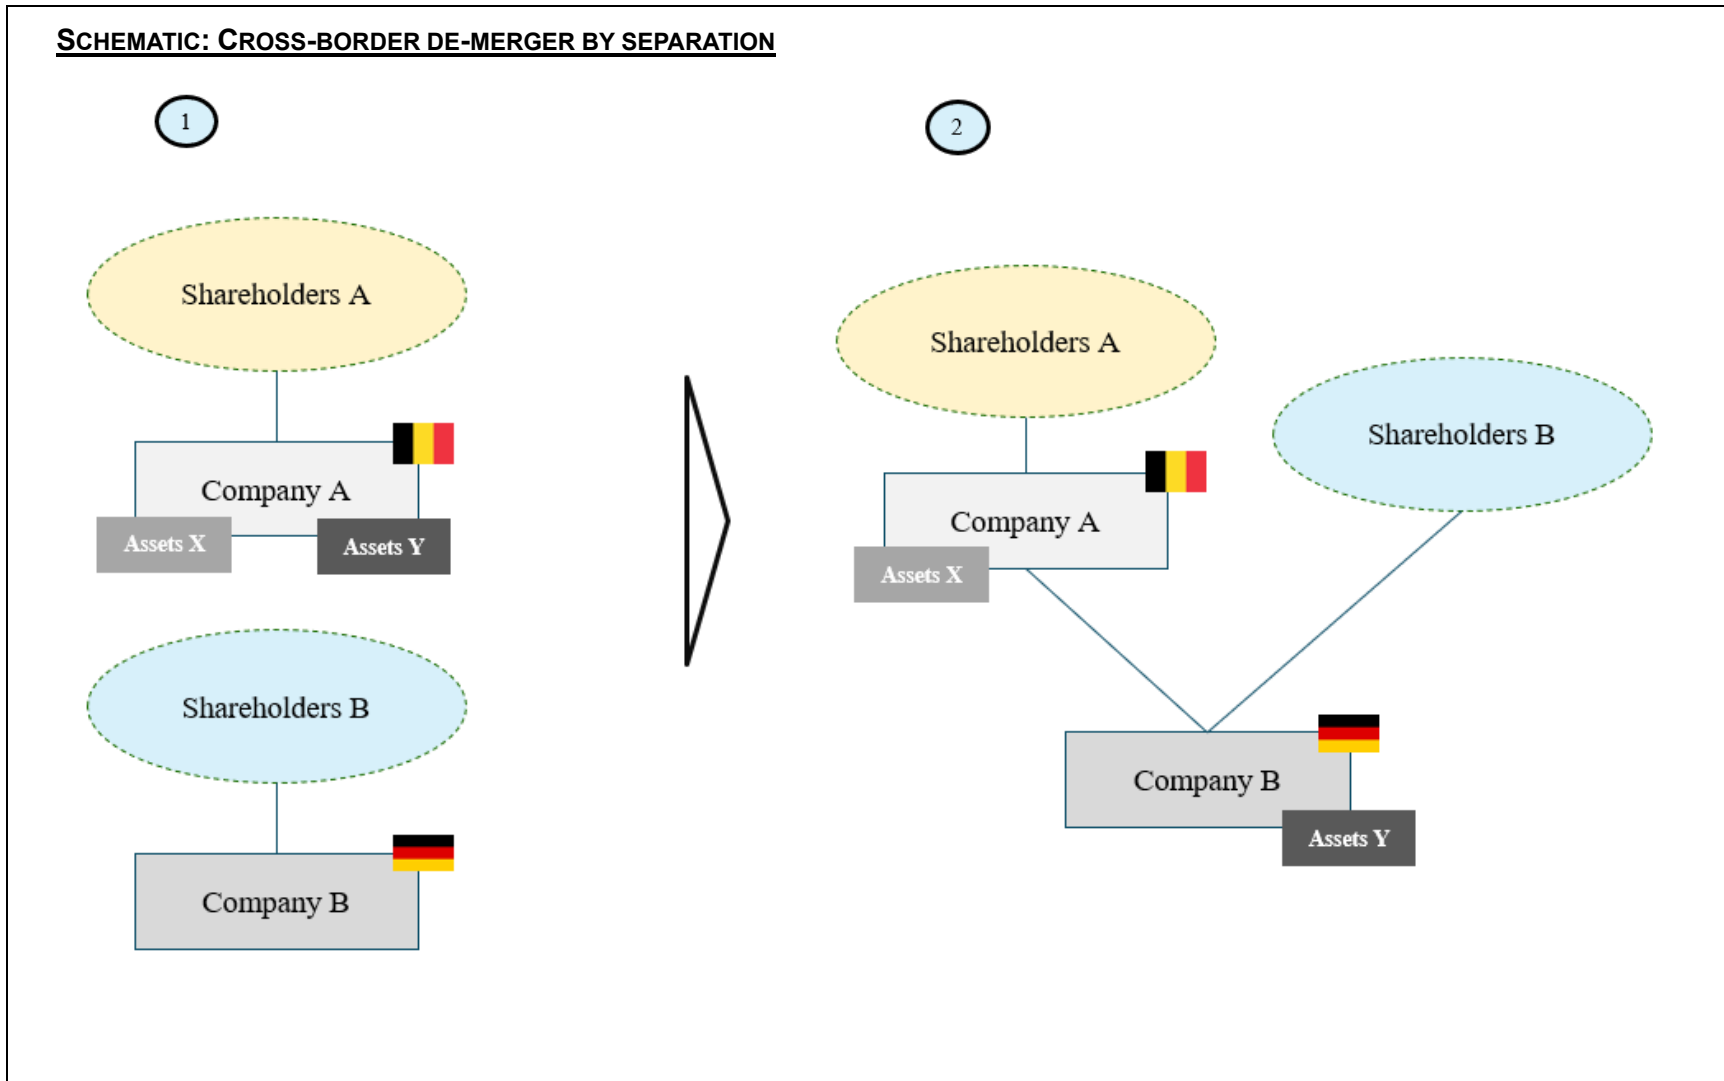 SCHEMATIC: CROSS-BORDER DE-MERGER BY SEPARATION
1
Shareholders A
Company A
Assets X
Assets Y
Shareholders B
Company B
2
Shareholders A
Shareholders B
Company A
Assets X
Company B
Assets Y